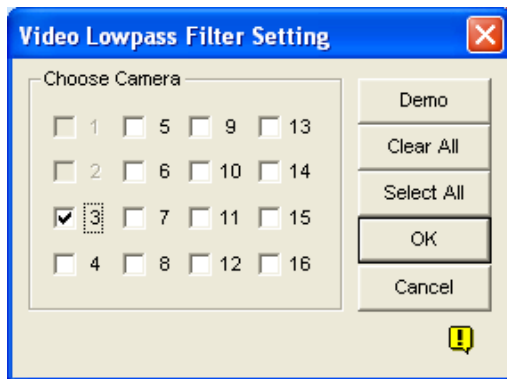 Video Lowpass Filter Setting
Choose Camera
1 5 9 13
2 6 10 14
3 7 11 15
4 8 12 16
Demo
Clear All
Select All
OK
Cancel
!